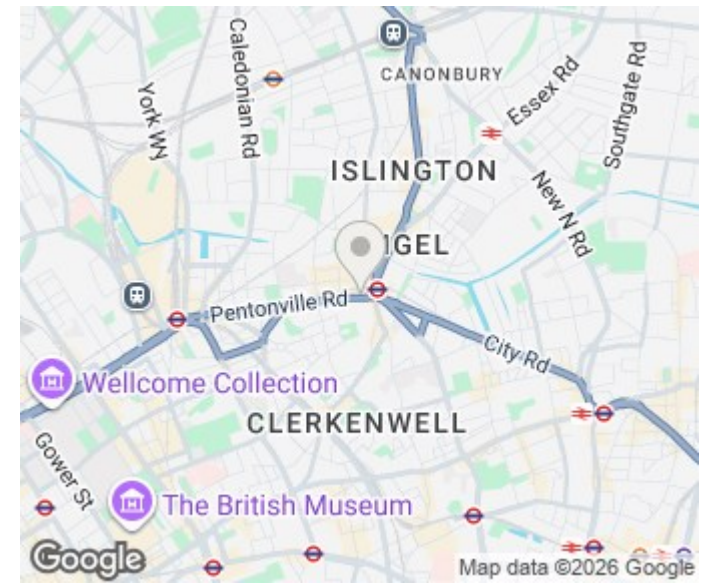 CANONBURY
Caledonian Rd
York Wy
Essex Rd
Southgate Rd
ISLINGTON
New N Rd
Pentonville Rd
City Rd
Wellcome Collection
CLERKENWELL
Gower St
The British Museum
Google
Map data ©2026 Google